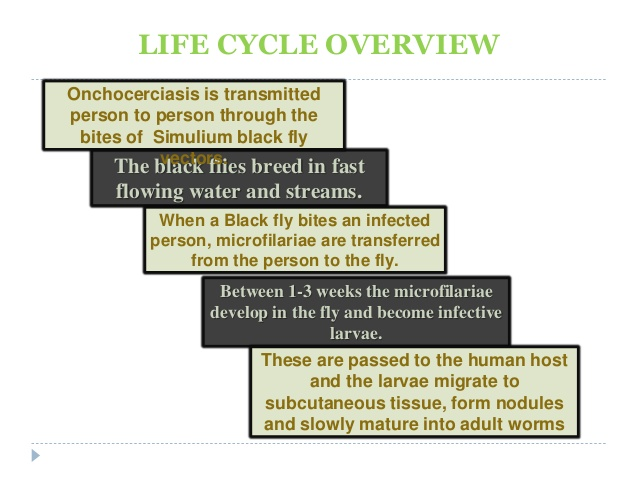 LIFE CYCLE OVERVIEW
Onchocerciasis is transmitted
person to person through the
bites of Simulium black fly
vectors.
The black flies breed in fast
flowing water and streams.
When a Black fly bites an infected
person, microfilariae are transferred
from the person to the fly.
Between 1-3 weeks the microfilariae
develop in the fly and become infective
larvae.
These are passed to the human host
and the larvae migrate to
subcutaneous tissue, form nodules
and slowly mature into adult worms